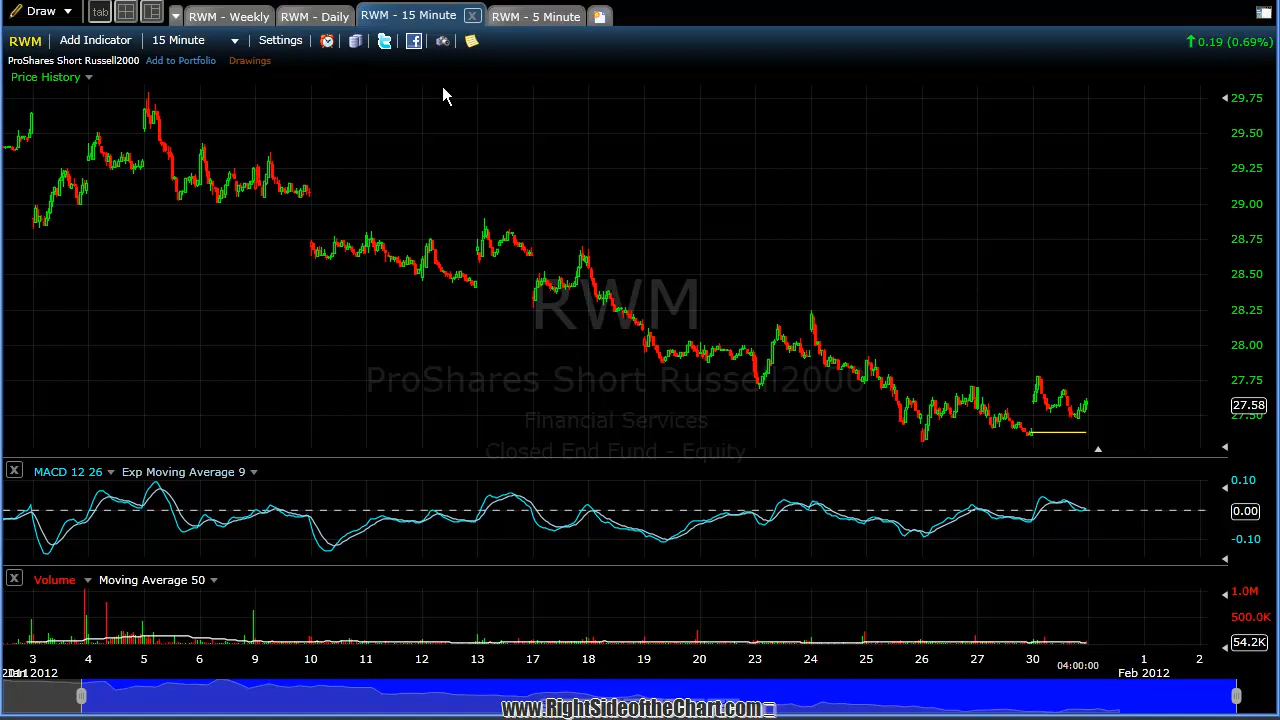 Draw tab RWM - Weekly RWM - Daily RWM - 15 Minute RWM - 5 Minute
RWM Add Indicator 15 Minute Settings 0.19 (0.69%)
ProShares Short Russell2000 Add to Portfolio Drawings
Price History
29.75
29.50
29.25
29.00
28.75
28.50
28.25
28.00
27.75
27.58
27.50
RWM
ProShares Short Russell2000
Financial Services
Closed End Fund - Equity
MACD 12 26 Exp Moving Average 9
0.10
0.00
-0.10
Volume Moving Average 50
1.0M
500.0K
54.2K
3 4 5 6 9 10 11 12 13 17 18 19 20 23 24 25 26 27 30 04:00:00 1 2
2012 Feb 2012
www.RightSideoftheChart.com